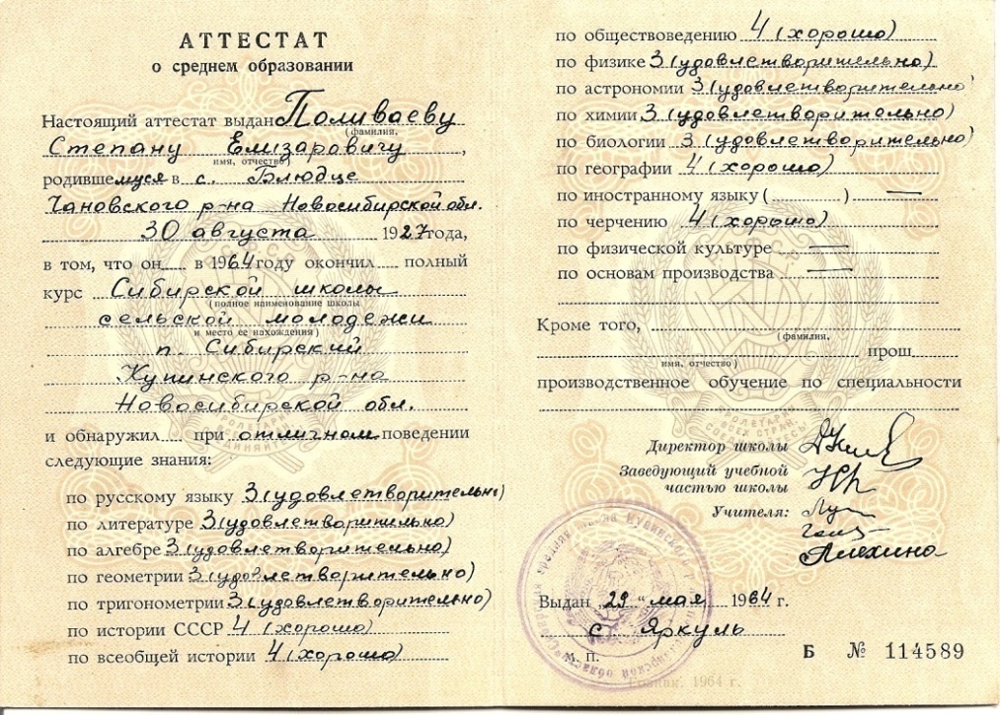 АТТЕСТАТ
о среднем образовании
Настоящий аттестат выдан Поливаеву
(фамилия,
Степану Елизаровичу,
имя, отчество)
родившемуся в с. Блюдце
Чановского р-на Новосибирской обл.
30 августа 1927 года,
в том, что он в 1964 году окончил полный
курс Сибирской школы
(полное наименование школы
сельской молодежи
и место ее нахождения)
п. Сибирский
Купинского р-на
Новосибирской обл.
и обнаружил при отличном поведении
следующие знания:
по русскому языку 3 (удовлетворительно)
по литературе 3 (удовлетворительно)
по алгебре 3 (удовлетворительно)
по геометрии 3 (удовлетворительно)
по тригонометрии 3 (удовлетворительно)
по истории СССР 4 (хорошо)
по всеобщей истории 4 (хорошо)
по обществоведению 4 (хорошо)
по физике 3 (удовлетворительно)
по астрономии 3 (удовлетворительно)
по химии 3 (удовлетворительно)
по биологии 3 (удовлетворительно)
по географии 4 (хорошо)
по иностранному языку ( ) —
по черчению 4 (хорошо)
по физической культуре —
по основам производства —
Кроме того,
(фамилия,
прош
имя, отчество)
производственное обучение по специальности
Директор школы
Заведующий учебной
частью школы
Учителя:
Алехина
Выдан „29" мая 1964 г.
с. Яркуль
М. П.
Б № 114589
Гознак. 1964 г.